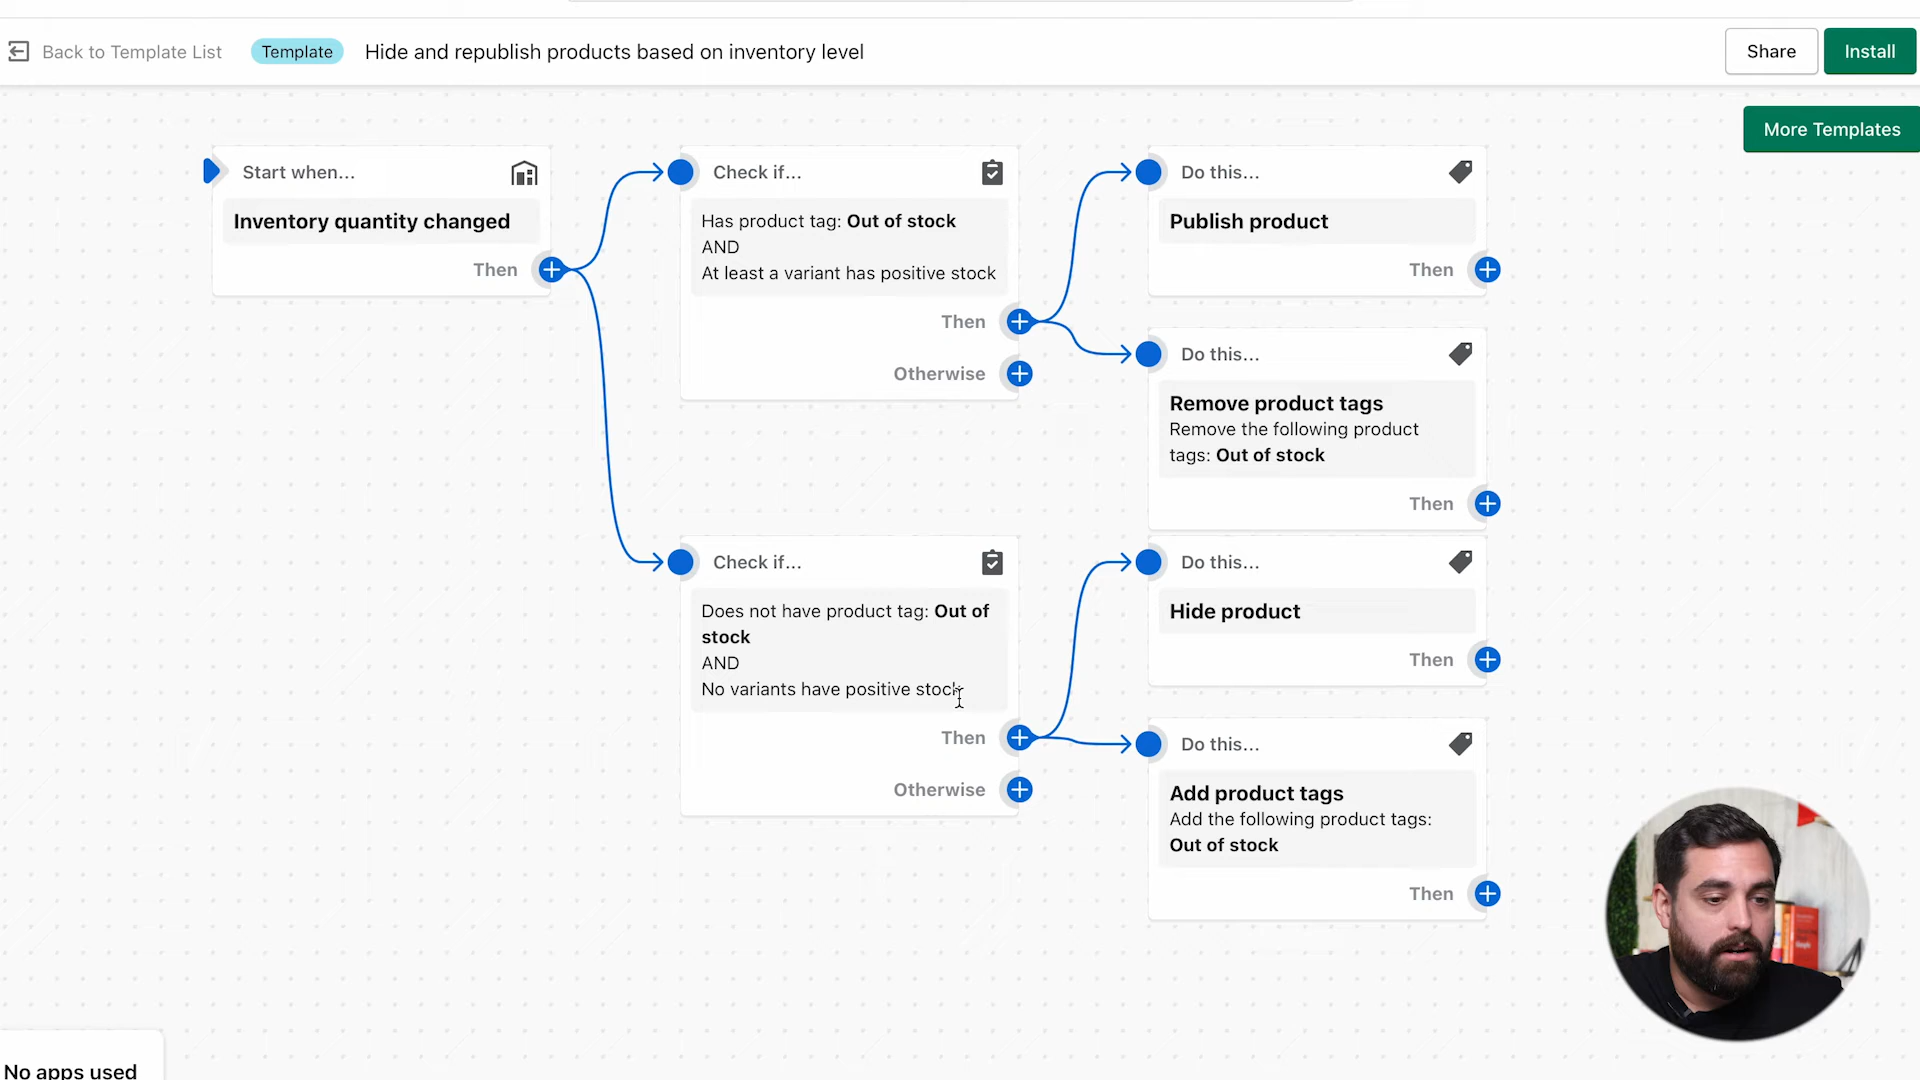 Back to Template List
Template
Hide and republish products based on inventory level
Share
Install
More Templates
Start when...
Inventory quantity changed
Then
Check if...
Has product tag: Out of stock
AND
At least a variant has positive stock
Then
Otherwise
Do this...
Publish product
Then
Do this...
Remove product tags
Remove the following product
tags: Out of stock
Then
Check if...
Does not have product tag: Out of
stock
AND
No variants have positive stock
Then
Otherwise
Do this...
Hide product
Then
Do this...
Add product tags
Add the following product tags:
Out of stock
Then
No apps used